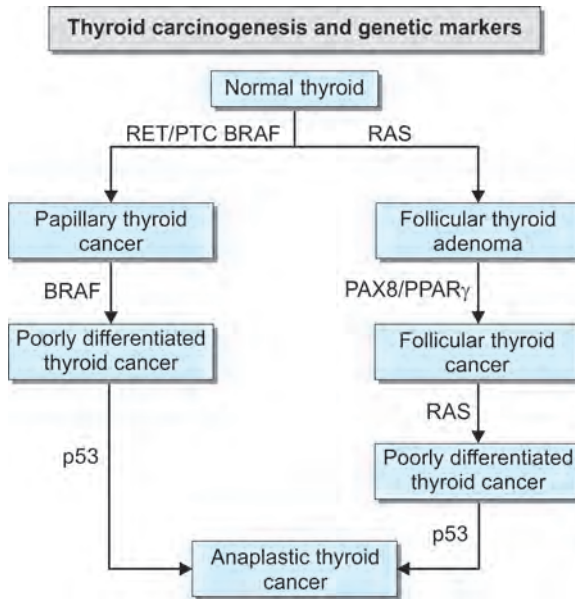 Thyroid carcinogenesis and genetic markers
Normal thyroid
RET/PTC BRAF
RAS
Papillary thyroid
cancer
Follicular thyroid
adenoma
BRAF
PAX8/PPARγ
Poorly differentiated
thyroid cancer
Follicular thyroid
cancer
RAS
p53
Poorly differentiated
thyroid cancer
p53
Anaplastic thyroid
cancer